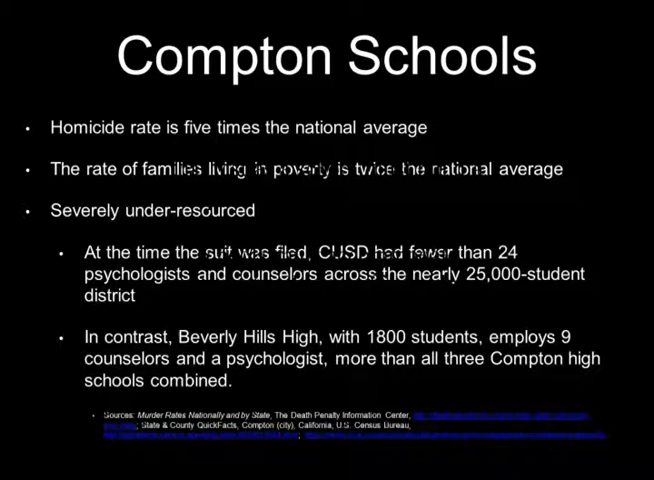 Compton Schools
• Homicide rate is five times the national average
• The rate of families living in poverty is twice the national average
• Severely under-resourced
• At the time the suit was filed, CUSD had fewer than 24
psychologists and counselors across the nearly 25,000-student
district
• In contrast, Beverly Hills High, with 1800 students, employs 9
counselors and a psychologist, more than all three Compton high
schools combined.
• Sources: Murder Rates Nationally and by State, The Death Penalty Information Center,
; State & County QuickFacts, Compton (city), California, U.S. Census Bureau,